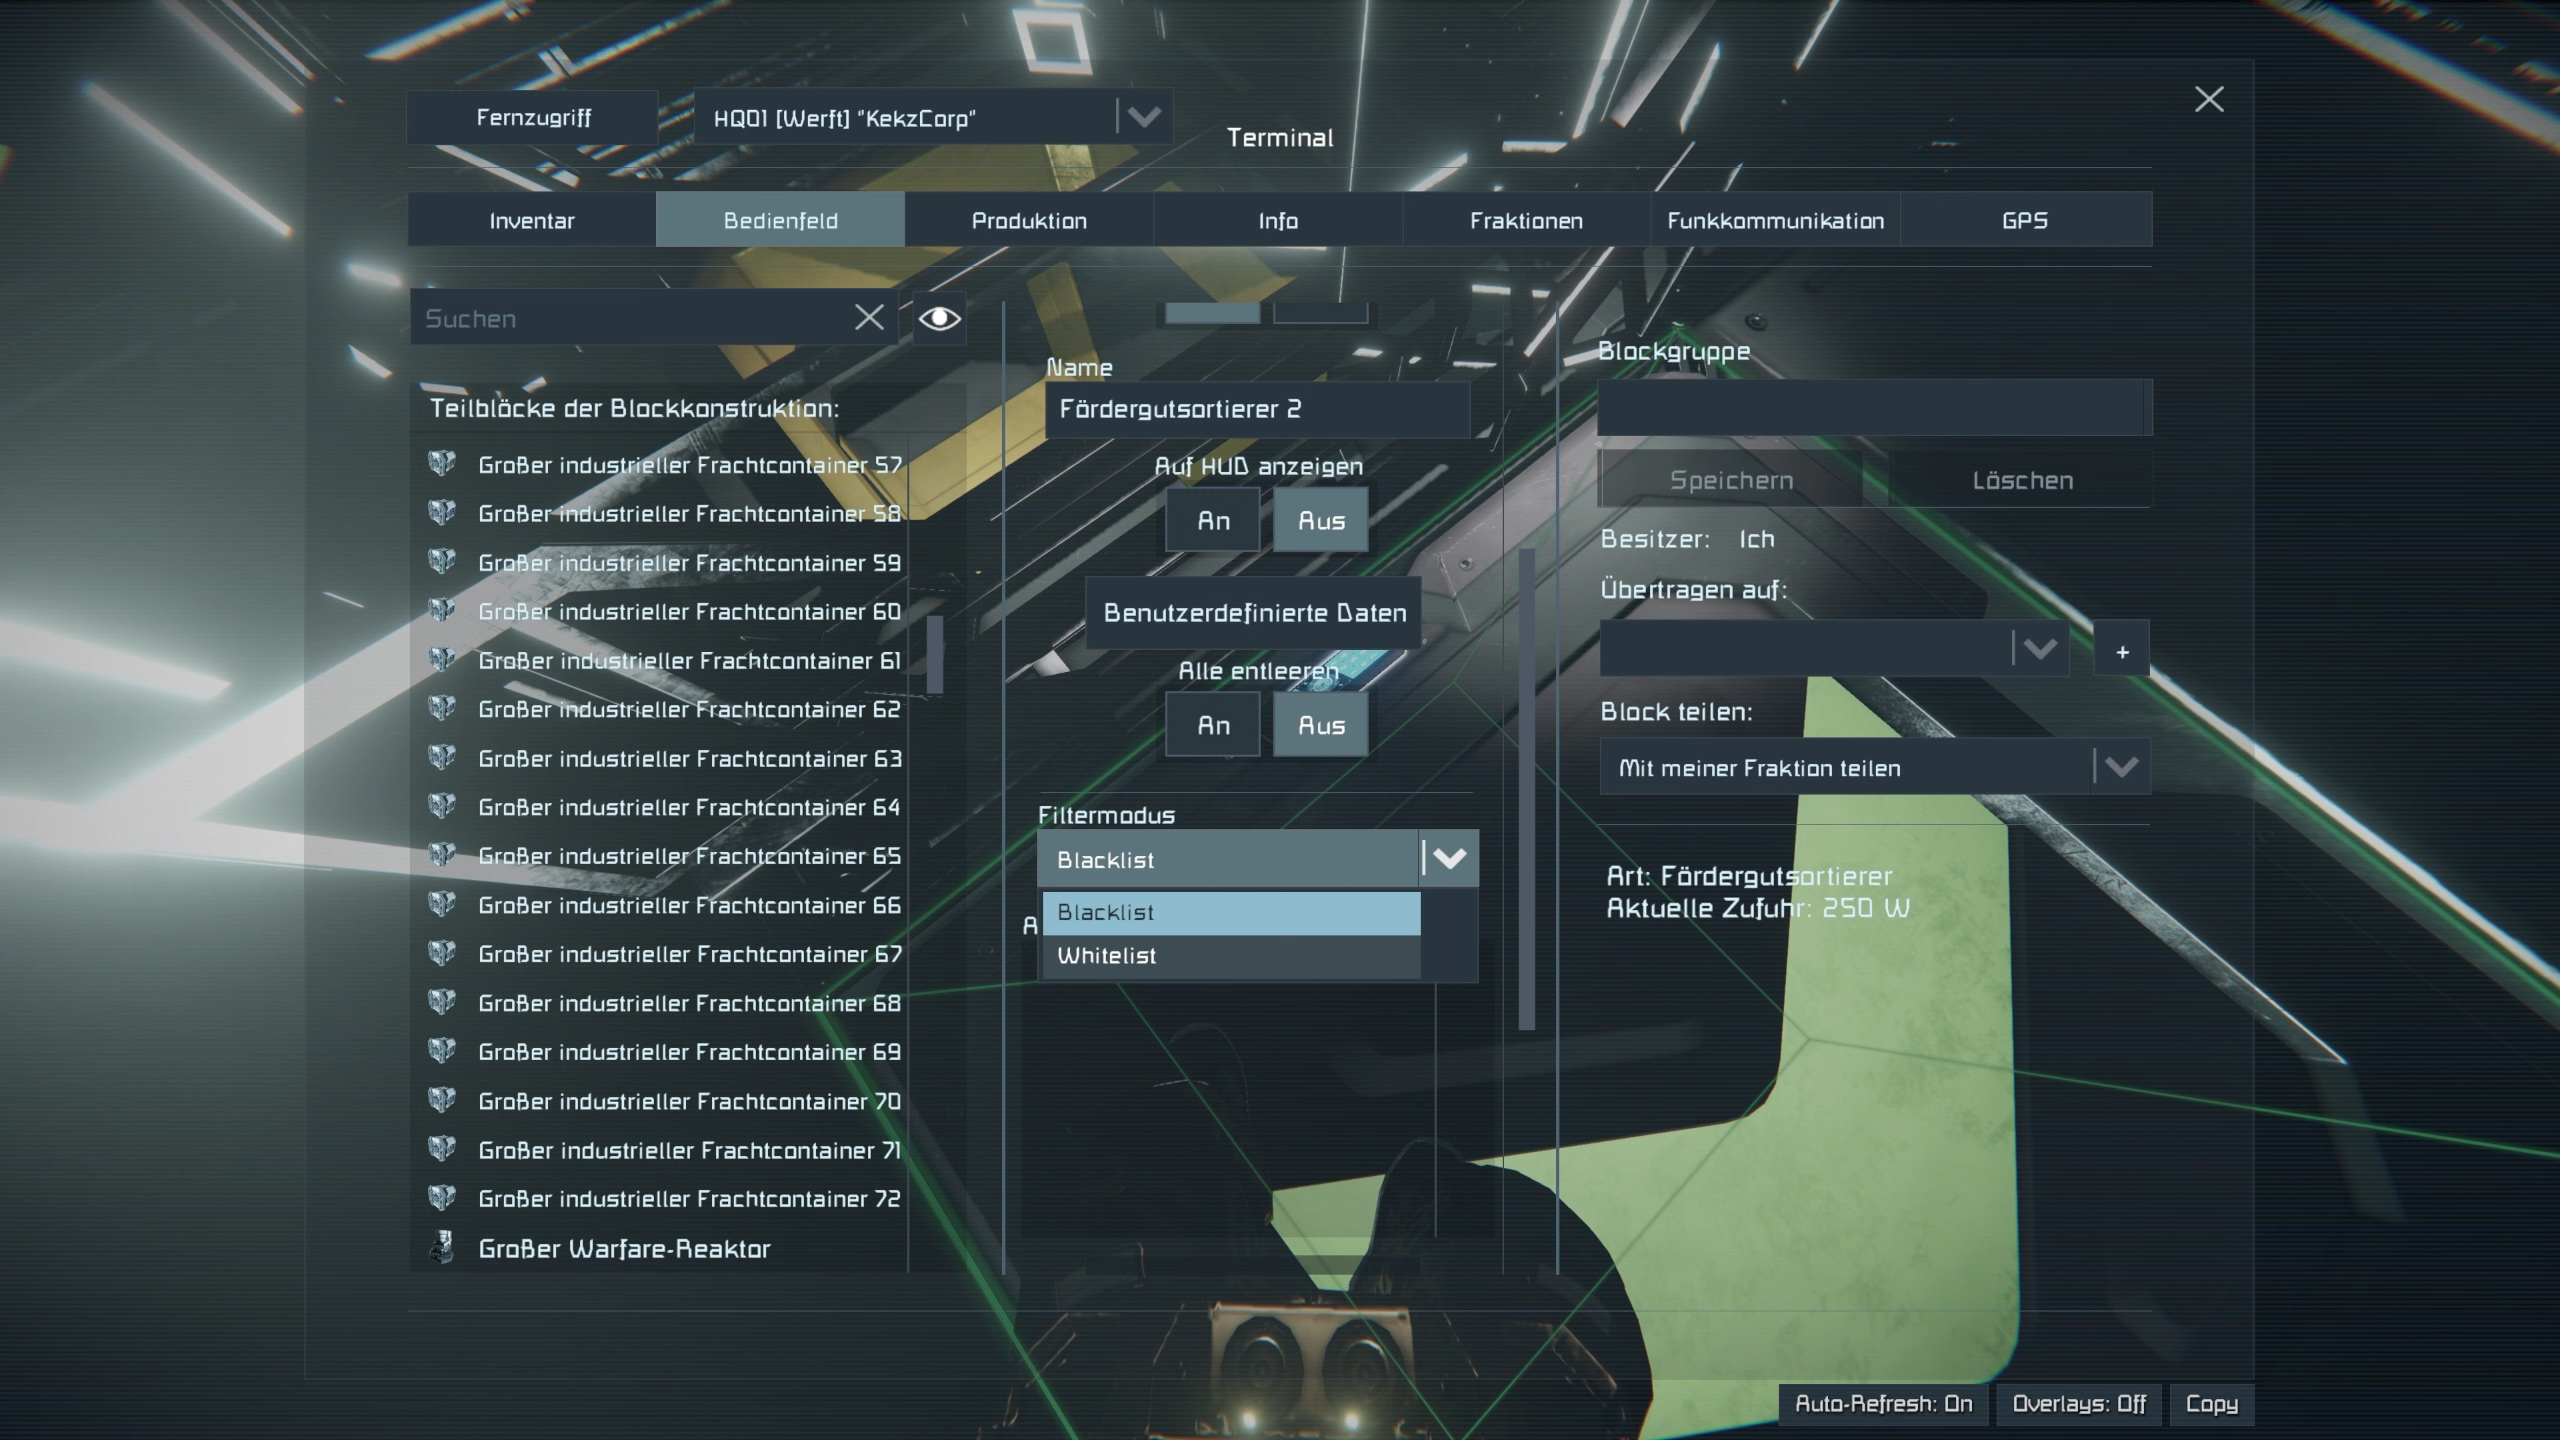 Fernzugriff
HQ01 [Werft] "KekzCorp"
Terminal
Inventar
Bedienfeld
Produktion
Info
Fraktionen
Funkkommunikation
GPS
Suchen
Teilblöcke der Blockkonstruktion:
Großer industrieller Frachtcontainer 57
Großer industrieller Frachtcontainer 58
Großer industrieller Frachtcontainer 59
Großer industrieller Frachtcontainer 60
Großer industrieller Frachtcontainer 61
Großer industrieller Frachtcontainer 62
Großer industrieller Frachtcontainer 63
Großer industrieller Frachtcontainer 64
Großer industrieller Frachtcontainer 65
Großer industrieller Frachtcontainer 66
Großer industrieller Frachtcontainer 67
Großer industrieller Frachtcontainer 68
Großer industrieller Frachtcontainer 69
Großer industrieller Frachtcontainer 70
Großer industrieller Frachtcontainer 71
Großer industrieller Frachtcontainer 72
Großer Warfare-Reaktor
Name
Fördergutsortierer 2
Auf HUD anzeigen
An
Aus
Benutzerdefinierte Daten
Alle entleeren
An
Aus
Filtermodus
Blacklist
Blacklist
A
Whitelist
Blockgruppe
Speichern
Löschen
Besitzer: Ich
Übertragen auf:
+
Block teilen:
Mit meiner Fraktion teilen
Art: Fördergutsortierer
Aktuelle Zufuhr: 250 W
Auto-Refresh: On
Overlays: Off
Copy